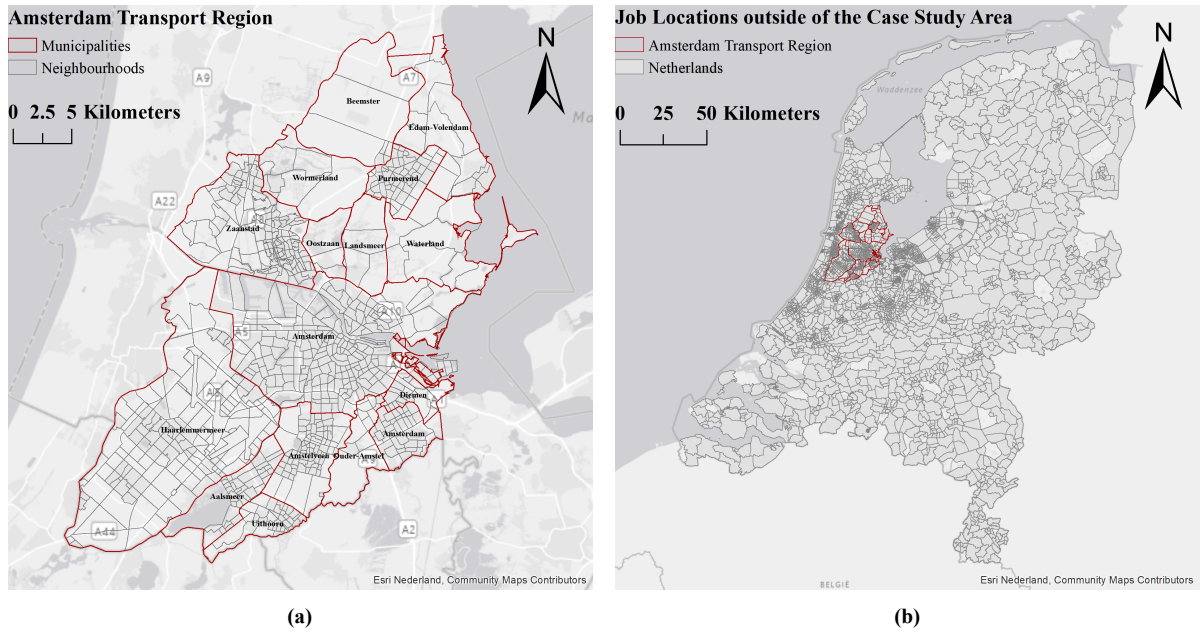 Amsterdam Transport Region
Municipalities
Neighbourhoods
0 2.5 5 Kilometers
N
A9
A7
Beemster
Edam-Volendam
Wormerland
Purmerend
A22
Zaanstad
Oostzaan
Landsmeer
Waterland
A10
Amsterdam
A5
Diemen
A5
Haarlemmermeer
Amsterdam
Amstelveen
Ouder-Amstel
A9
Aalsmeer
Uithoorn
A44
A2
Esri Nederland, Community Maps Contributors
(a)
Job Locations outside of the Case Study Area
Amsterdam Transport Region
Netherlands
0 25 50 Kilometers
N
Waddenzee
BELGIË
Esri Nederland, Community Maps Contributors
(b)